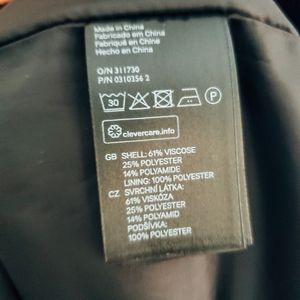 Made in China
Fabricado em China
Fabriqué en China
Hecho en China
O/N 311730
P/N 0310356 2
30
P
clevercare.info
GB SHELL: 61% VISCOSE
25% POLYESTER
14% POLYAMIDE
LINING: 100% POLYESTER
CZ SVRCHNÍ LÁTKA:
61% VISKÓZA
25% POLYESTER
14% POLYAMID
PODŠÍVKA:
100% POLYESTER